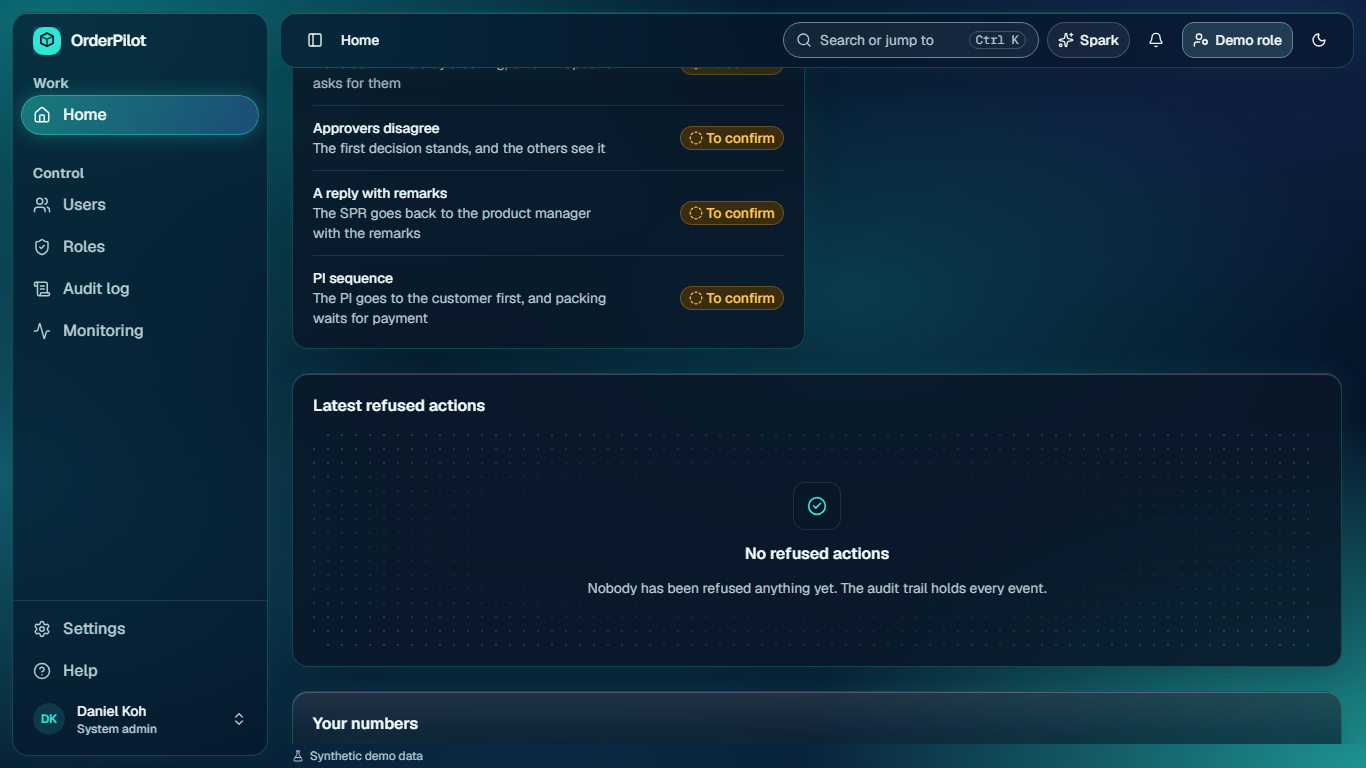 OrderPilot
Home
Search or jump to
Ctrl K
Spark
Demo role
Work
Home
Control
Users
Roles
Audit log
Monitoring
Settings
Help
DK
Daniel Koh
System admin
asks for them
Approvers disagree
The first decision stands, and the others see it
To confirm
A reply with remarks
The SPR goes back to the product manager
with the remarks
To confirm
PI sequence
The PI goes to the customer first, and packing
waits for payment
To confirm
Latest refused actions
No refused actions
Nobody has been refused anything yet. The audit trail holds every event.
Your numbers
Synthetic demo data